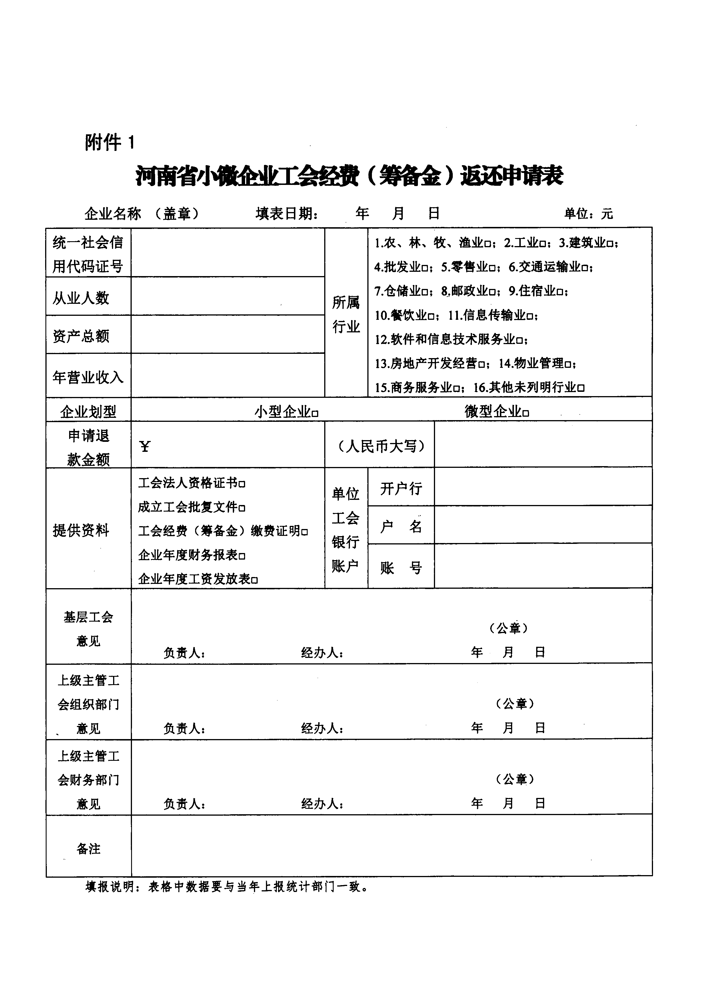 附件 1
河南省小微企业工会经费（筹备金）返还申请表
企业名称 （盖章） 填表日期： 年 月 日 单位：元
统一社会信
用代码证号
从业人数
资产总额
年营业收入
所属
行业
1.农、林、牧、渔业□；2.工业□；3.建筑业□；
4.批发业□；5.零售业□；6.交通运输业□；
7.仓储业□；8.邮政业□；9.住宿业□；
10.餐饮业□；11.信息传输业□；
12.软件和信息技术服务业□；
13.房地产开发经营□；14.物业管理□；
15.商务服务业□；16.其他未列明行业□
企业划型 小型企业□ 微型企业□
申请退
款金额
￥
（人民币大写）
提供资料
工会法人资格证书□
成立工会批复文件□
工会经费（筹备金）缴费证明□
企业年度财务报表□
企业年度工资发放表□
单位
工会
银行
账户
开户行
户 名
账 号
基层工会
意见
（公章）
负责人： 经办人： 年 月 日
上级主管工
会组织部门
意见
（公章）
负责人： 经办人： 年 月 日
上级主管工
会财务部门
意见
（公章）
负责人： 经办人： 年 月 日
备注
填报说明：表格中数据要与当年上报统计部门一致。